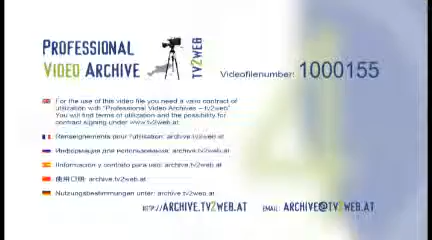 PROFESSIONAL
VIDEO ARCHIVE
TV2WEB
Videofilenumber: 1000155
For the use of this video file you need a valid contract of
utilization with "Professional Video Archives – tv2web".
You will find terms of utilization and the possibility for
contract signing under www.tv2web.at
Renseignements pour l'utilisation: archive.tv2web.at
Информация для использования: archive.tv2web.at
Información y contrato para uso: archive.tv2web.at
使用口册: archive.tv2web.at
Nutzungsbestimmungen unter: archive.tv2web.at
HTTP://ARCHIVE.TV2WEB.AT EMAIL: ARCHIVE@TV2WEB.AT